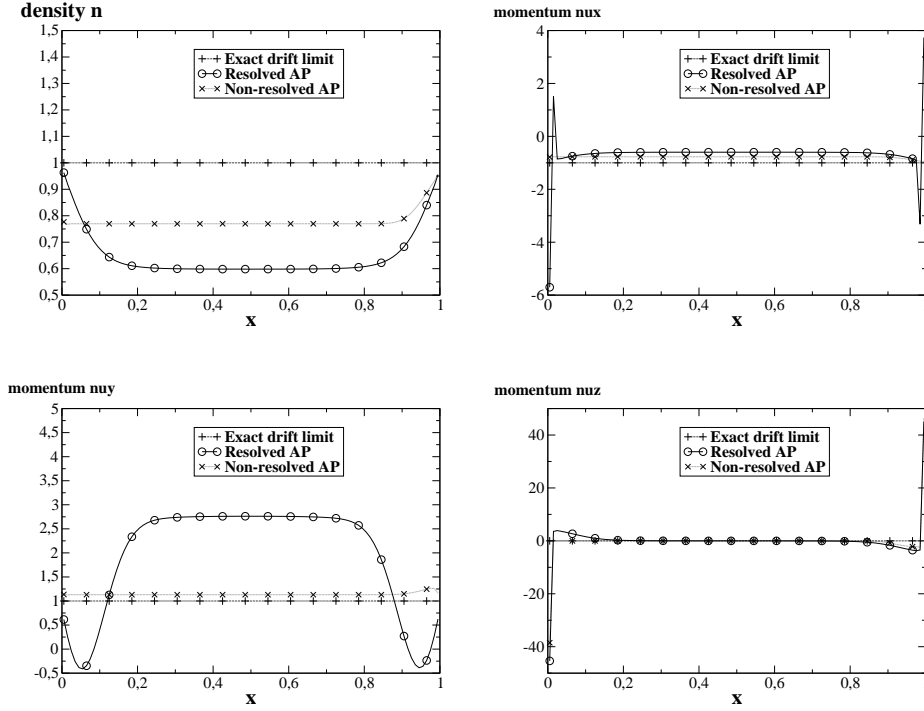 density n
1,5
1,4
1,3
1,2
1,1
1
0,9
0,8
0,7
0,6
0,5
0
0,2
0,4
0,6
0,8
1
x
Exact drift limit
Resolved AP
Non-resolved AP
momentum nux
4
2
0
-2
-4
-6
0
0,2
0,4
0,6
0,8
x
Exact drift limit
Resolved AP
Non-resolved AP
momentum nuy
5
4,5
4
3,5
3
2,5
2
1,5
1
0,5
0
-0,5
0
0,2
0,4
0,6
0,8
1
x
Exact drift limit
Resolved AP
Non-resolved AP
momentum nuz
40
20
0
-20
-40
0
0,2
0,4
0,6
0,8
x
Exact drift limit
Resolved AP
Non-resolved AP